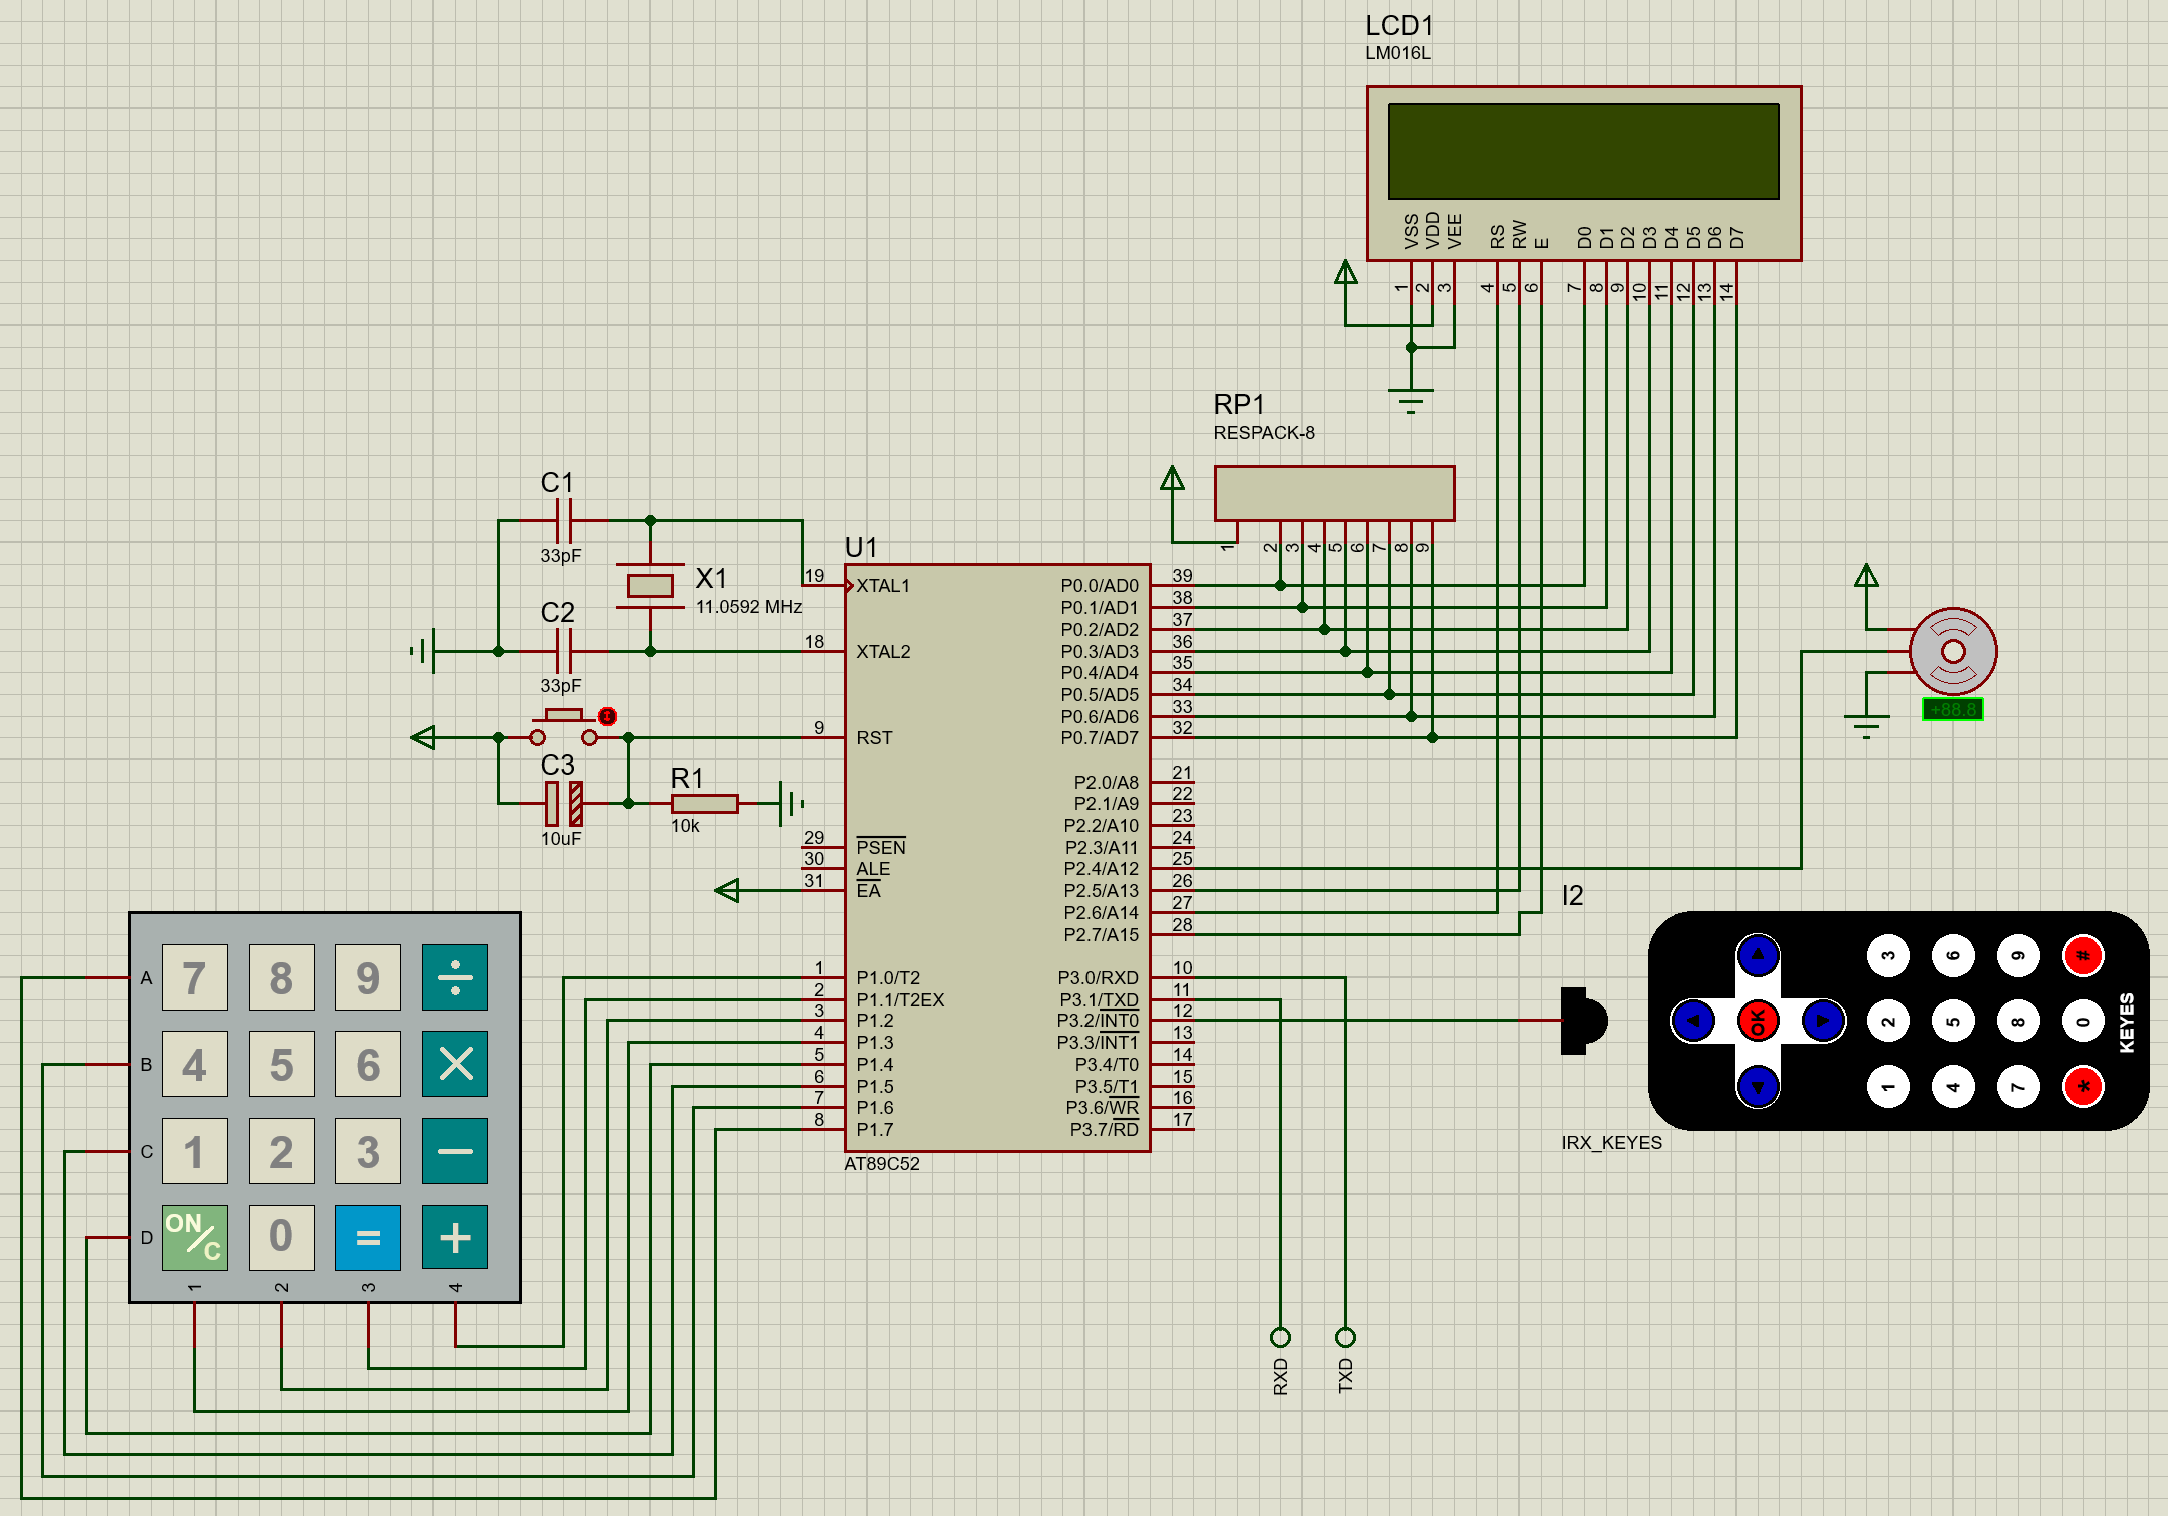 LCD1
LM016L
VSS
VDD
VEE
RS
RW
E
D0
D1
D2
D3
D4
D5
D6
D7
1
2
3
4
5
6
7
8
9
10
11
12
13
14
RP1
RESPACK-8
1
2
3
4
5
6
7
8
9
C1
33pF
X1
11.0592 MHz
C2
33pF
C3
10uF
R1
10k
U1
19
XTAL1
18
XTAL2
9
RST
29
PSEN
30
ALE
31
EA
1
P1.0/T2
2
P1.1/T2EX
3
P1.2
4
P1.3
5
P1.4
6
P1.5
7
P1.6
8
P1.7
P0.0/AD0
39
P0.1/AD1
38
P0.2/AD2
37
P0.3/AD3
36
P0.4/AD4
35
P0.5/AD5
34
P0.6/AD6
33
P0.7/AD7
32
P2.0/A8
21
P2.1/A9
22
P2.2/A10
23
P2.3/A11
24
P2.4/A12
25
P2.5/A13
26
P2.6/A14
27
P2.7/A15
28
P3.0/RXD
10
P3.1/TXD
11
P3.2/INT0
12
P3.3/INT1
13
P3.4/T0
14
P3.5/T1
15
P3.6/WR
16
P3.7/RD
17
AT89C52
+88.8
I2
OK
3
6
9
#
2
5
8
0
1
4
7
*
KEYES
IRX_KEYES
A
7
8
9
÷
B
4
5
6
×
C
1
2
3
−
D
ON/C
0
=
+
1
2
3
4
RXD
TXD